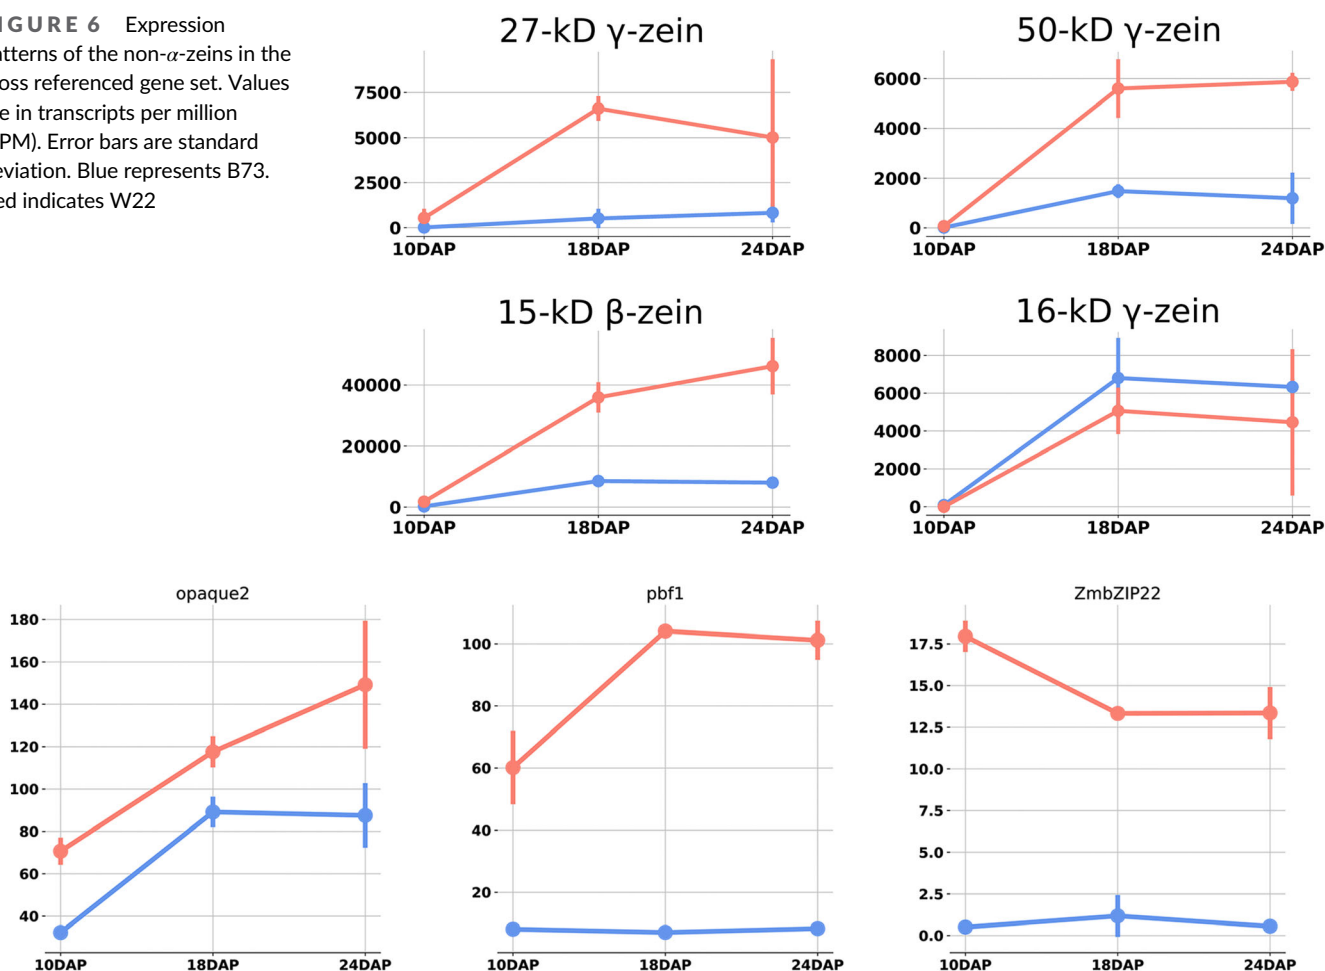 IGURE 6 Expression
atterns of the non-α-zeins in the
oss referenced gene set. Values
e in transcripts per million
PM). Error bars are standard
eviation. Blue represents B73.
ed indicates W22
27-kD γ-zein
7500
5000
2500
0
10DAP 18DAP 24DAP
50-kD γ-zein
6000
4000
2000
0
10DAP 18DAP 24DAP
15-kD β-zein
40000
20000
0
10DAP 18DAP 24DAP
16-kD γ-zein
8000
6000
4000
2000
0
10DAP 18DAP 24DAP
opaque2
180
160
140
120
100
80
60
40
10DAP 18DAP 24DAP
pbf1
100
80
60
40
20
10DAP 18DAP 24DAP
ZmbZIP22
17.5
15.0
12.5
10.0
7.5
5.0
2.5
0.0
10DAP 18DAP 24DAP